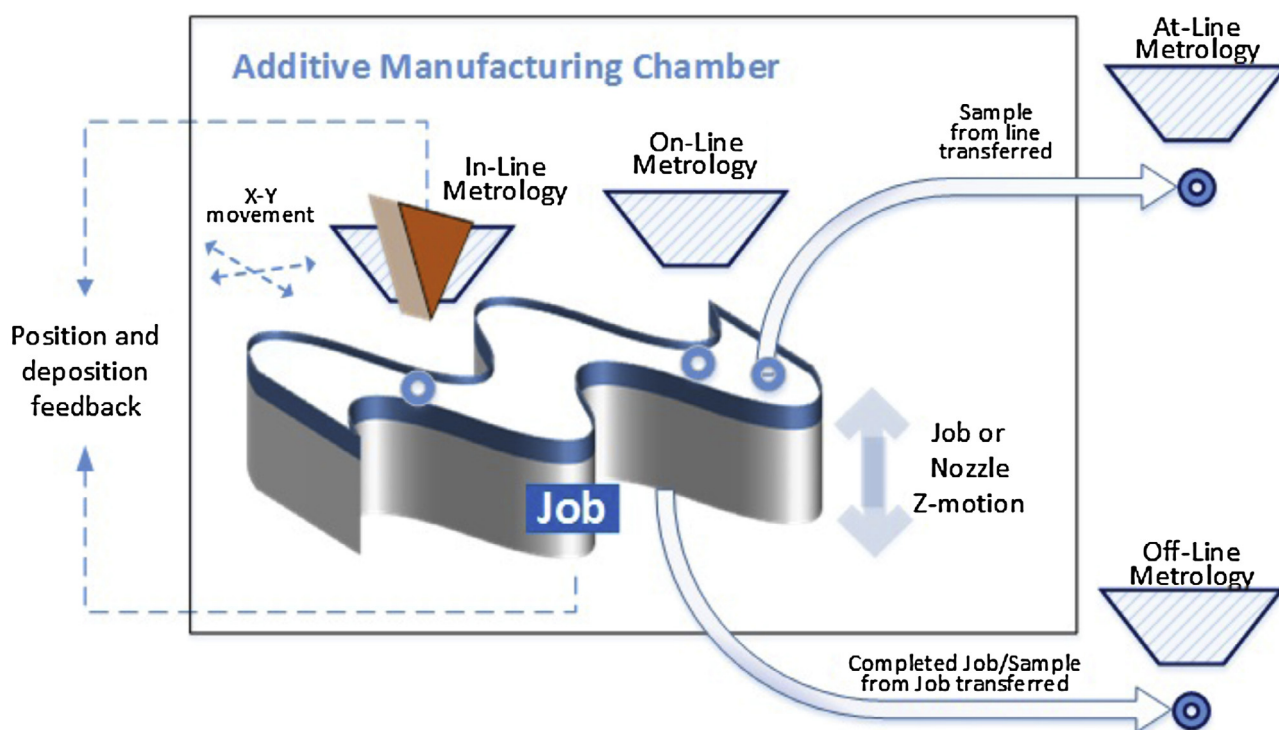 Additive Manufacturing Chamber
At-Line
Metrology
Sample
from line
transferred
On-Line
Metrology
In-Line
Metrology
X-Y
movement
Position and
deposition
feedback
Job or
Nozzle
Z-motion
Job
Off-Line
Metrology
Completed Job/Sample
from Job transferred